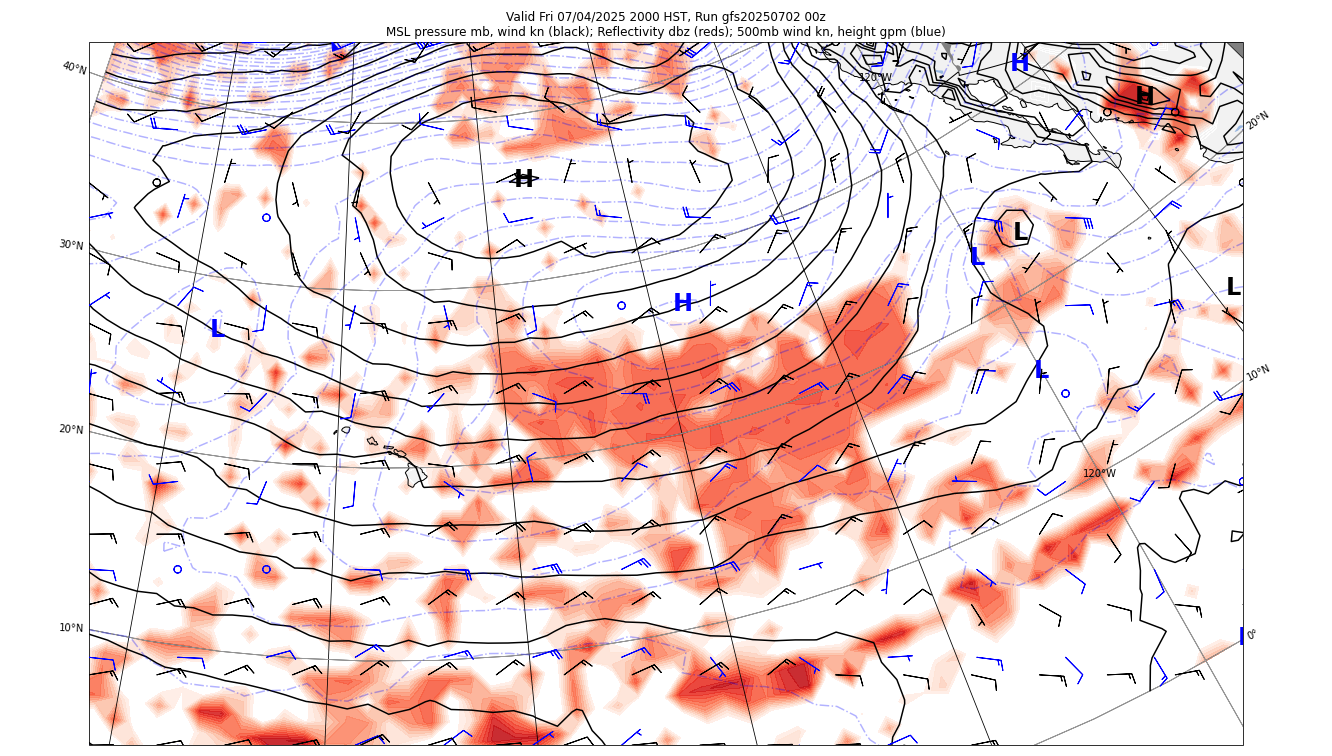 Valid Fri 07/04/2025 2000 HST, Run gfs20250702 00z
MSL pressure mb, wind kn (black); Reflectivity dbz (reds); 500mb wind kn, height gpm (blue)
40°N
120°W
H
H
20°N
H
30°N
L
L
H
L
L
L
10°N
20°N
120°W
10°N
0°